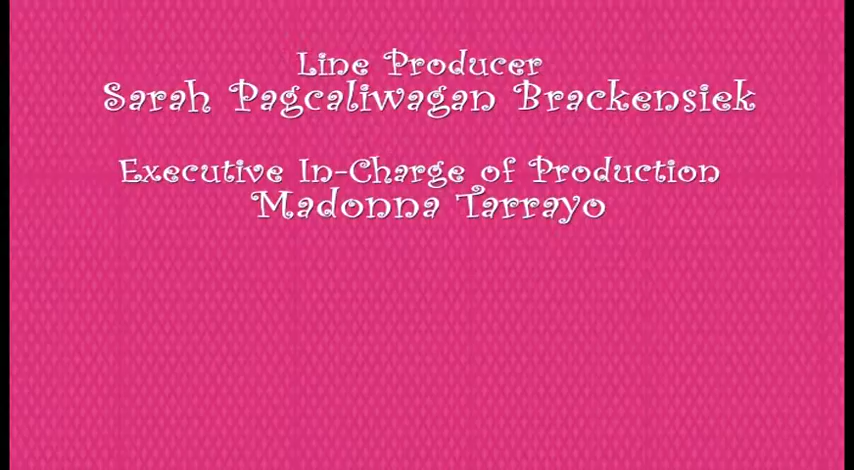 Line Producer
Sarah Pagcaliwagan Brackensiek
Executive In-Charge of Production
Madonna Tarrayo